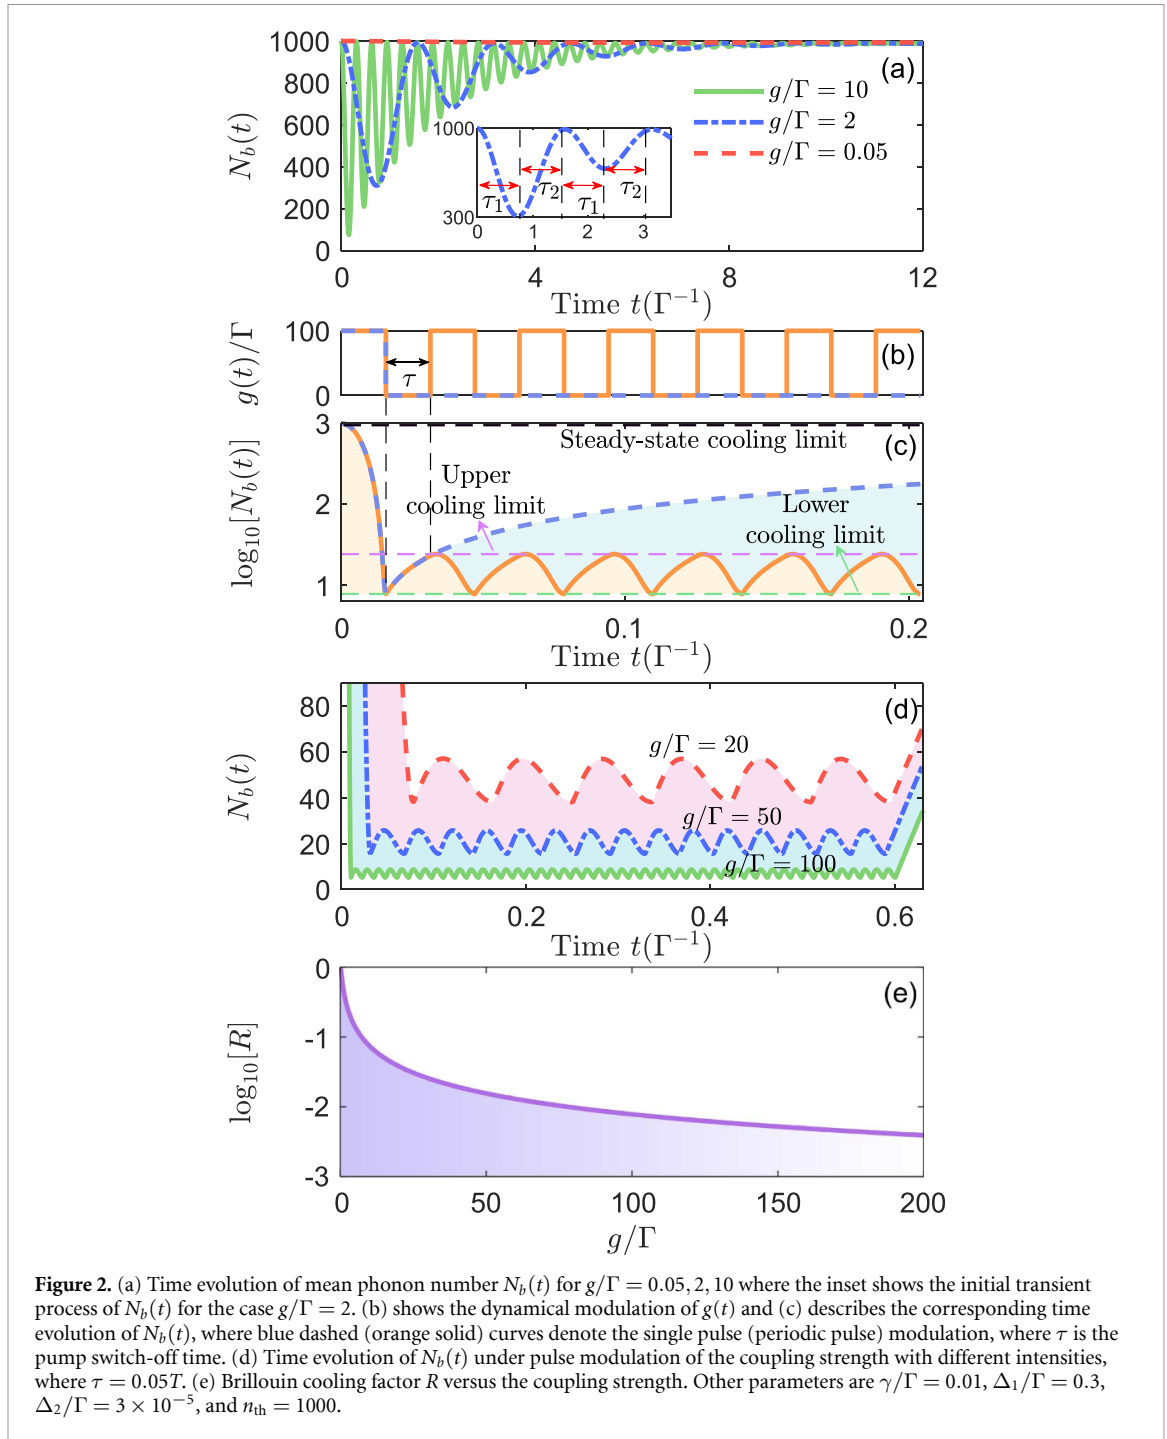 1000
800
600
400
200
0
N_b(t)
(a)
g/Γ = 10
g/Γ = 2
g/Γ = 0.05
1000
300
τ₁
τ₂
τ₁
τ₂
0 1 2 3
0 4 8 12
Time t(Γ⁻¹)
100
0
g(t)/Γ
τ
(b)
3
2
1
log₁₀[N_b(t)]
Steady-state cooling limit
(c)
Upper
cooling limit
Lower
cooling limit
0 0.1 0.2
Time t(Γ⁻¹)
80
60
40
20
0
N_b(t)
(d)
g/Γ = 20
g/Γ = 50
g/Γ = 100
0 0.2 0.4 0.6
Time t(Γ⁻¹)
0
-1
-2
-3
log₁₀[R]
(e)
0 50 100 150 200
g/Γ
Figure 2. (a) Time evolution of mean phonon number N_b(t) for g/Γ = 0.05, 2, 10 where the inset shows the initial transient
process of N_b(t) for the case g/Γ = 2. (b) shows the dynamical modulation of g(t) and (c) describes the corresponding time
evolution of N_b(t), where blue dashed (orange solid) curves denote the single pulse (periodic pulse) modulation, where τ is the
pump switch-off time. (d) Time evolution of N_b(t) under pulse modulation of the coupling strength with different intensities,
where τ = 0.05T. (e) Brillouin cooling factor R versus the coupling strength. Other parameters are γ/Γ = 0.01, Δ₁/Γ = 0.3,
Δ₂/Γ = 3 × 10⁻⁵, and n_th = 1000.